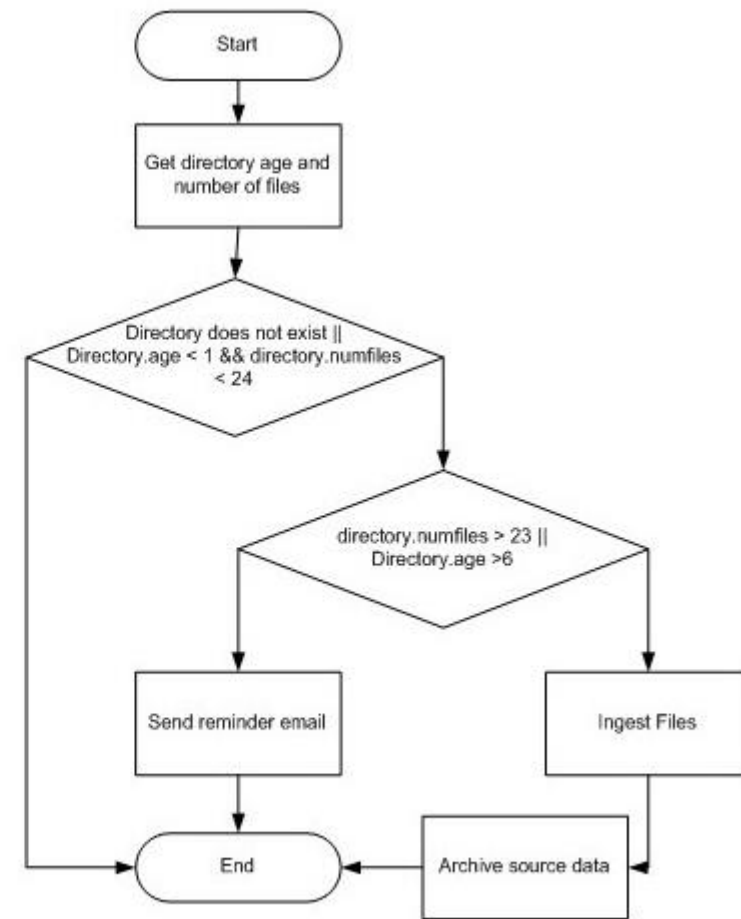 Start
Get directory age and
number of files
Directory does not exist ||
Directory.age < 1 && directory.numfiles
< 24
directory.numfiles > 23 ||
Directory.age >6
Send reminder email
Ingest Files
End
Archive source data